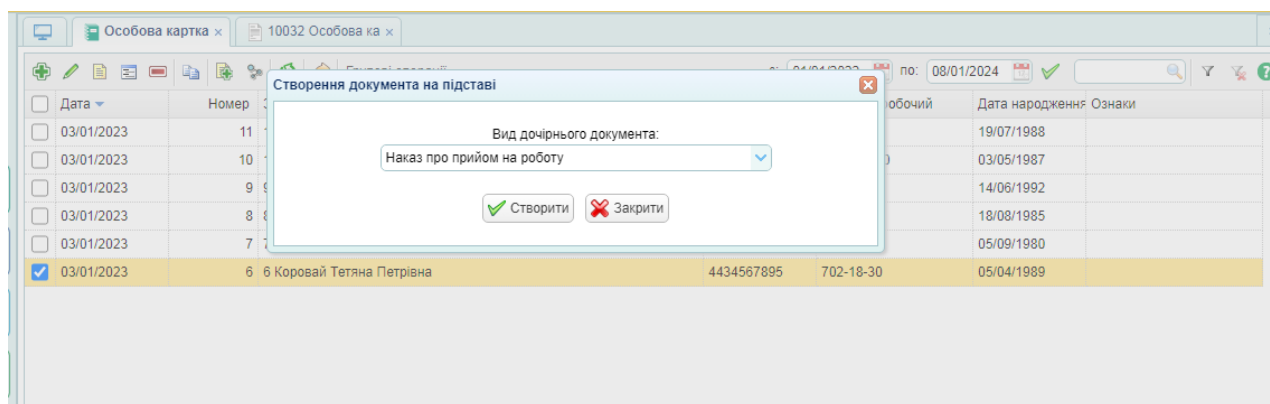 Особова картка × 10032 Особова ка ×
по: 08/01/2024
Створення документа на підставі
Дата Номер Дата народження Ознаки
Вид дочірнього документа:
Наказ про прийом на роботу
Створити Закрити
03/01/2023 11 19/07/1988
03/01/2023 10 03/05/1987
03/01/2023 9 14/06/1992
03/01/2023 8 18/08/1985
03/01/2023 7 05/09/1980
03/01/2023 6 6 Коровай Тетяна Петрівна 4434567895 702-18-30 05/04/1989